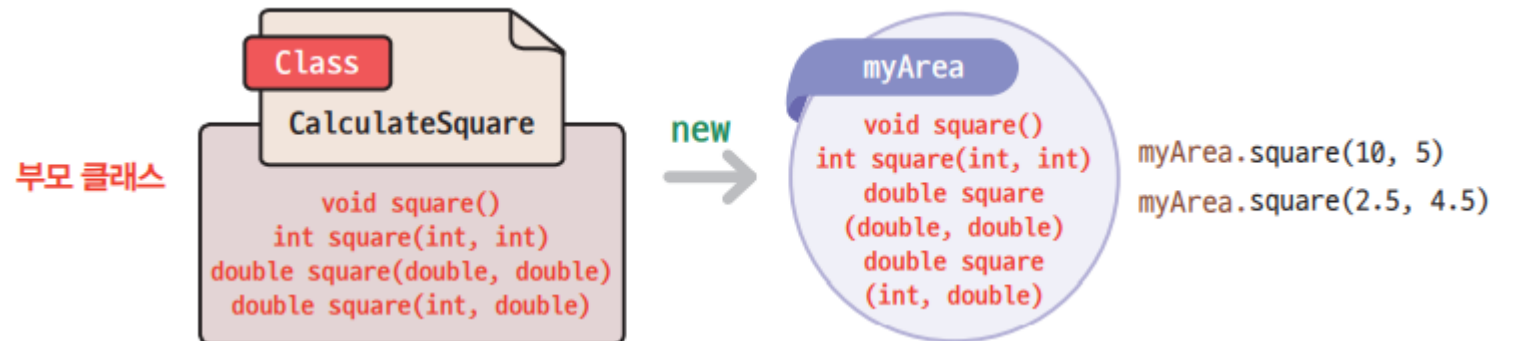 Class
CalculateSquare
부모 클래스
void square()
int square(int, int)
double square(double, double)
double square(int, double)
new
myArea
void square()
int square(int, int)
double square
(double, double)
double square
(int, double)
myArea.square(10, 5)
myArea.square(2.5, 4.5)